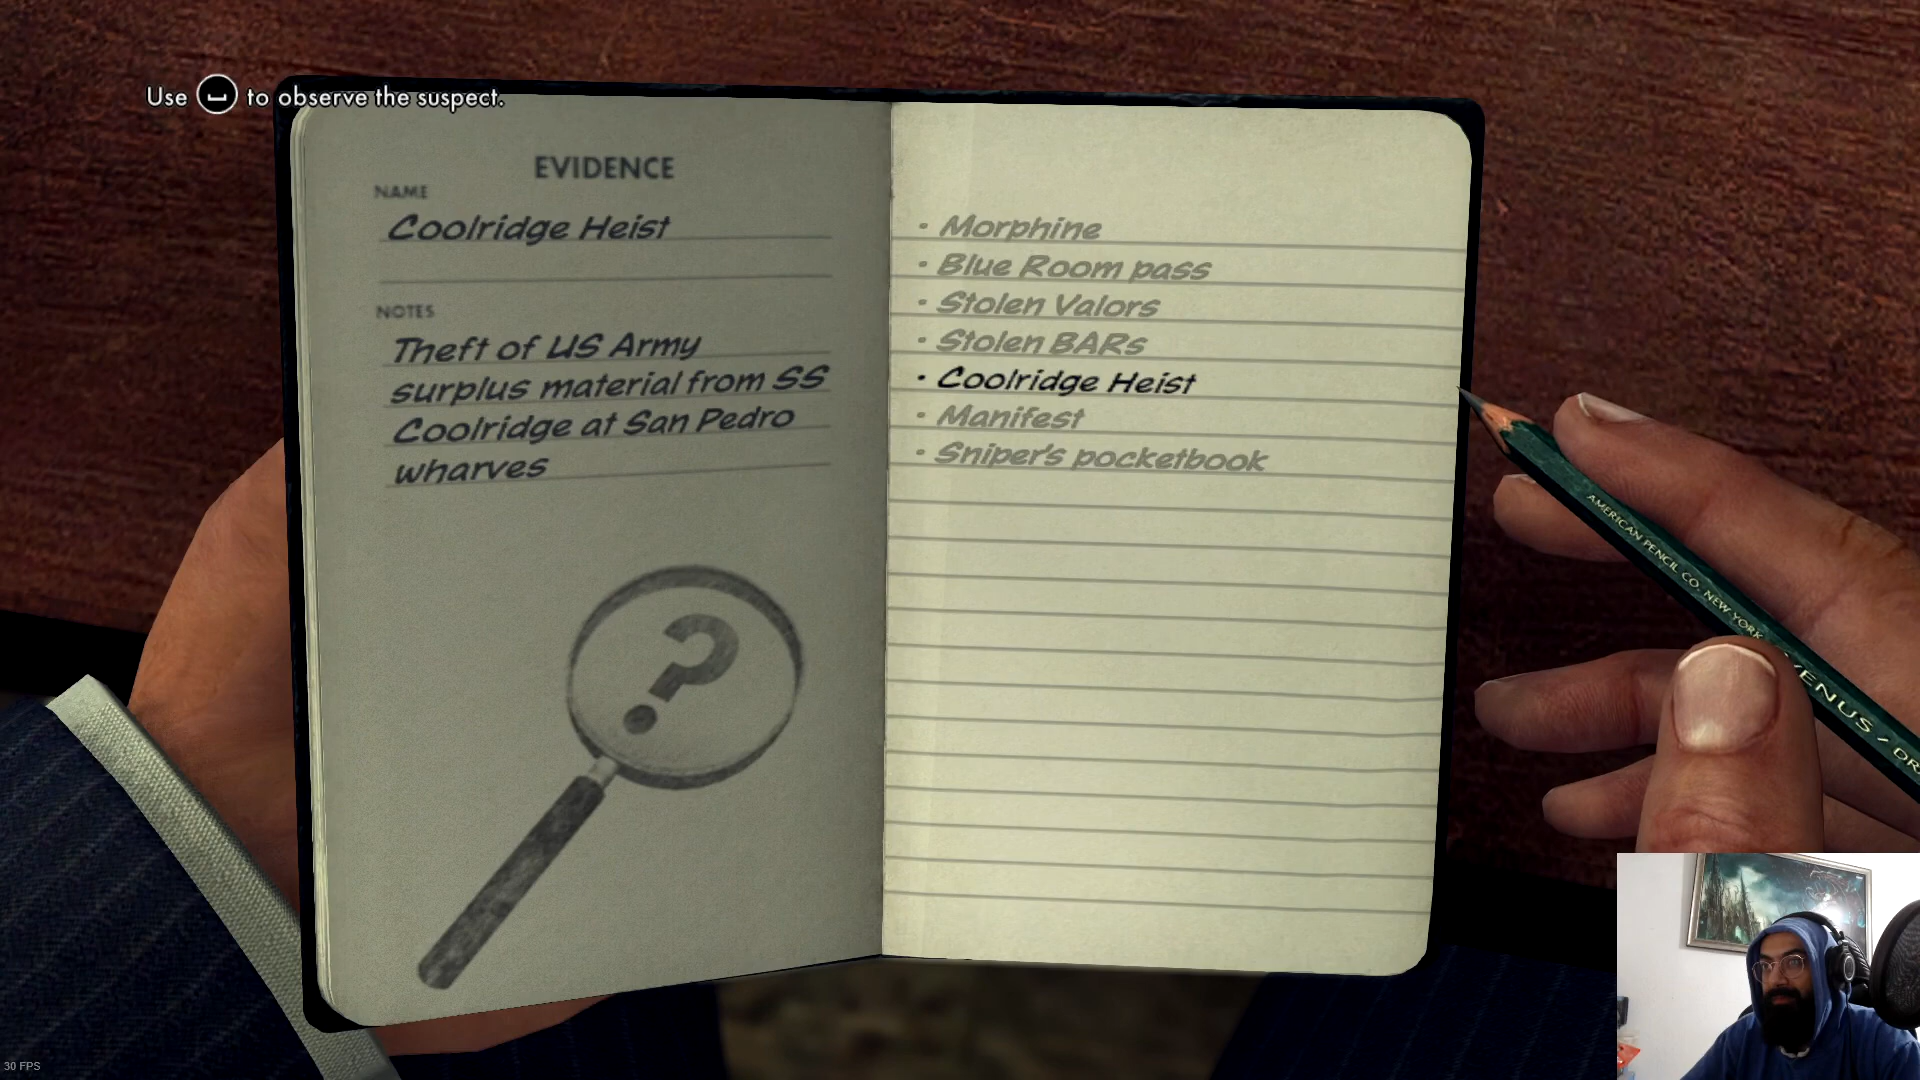 Use to observe the suspect.
EVIDENCE
NAME
Coolridge Heist
NOTES
Theft of US Army
surplus material from SS
Coolridge at San Pedro
wharves
?
• Morphine
• Blue Room pass
• Stolen Valors
• Stolen BARs
• Coolridge Heist
• Manifest
• Sniper's pocketbook
AMERICAN PENCIL CO. NEW YORK
VENUS / DR
30 FPS